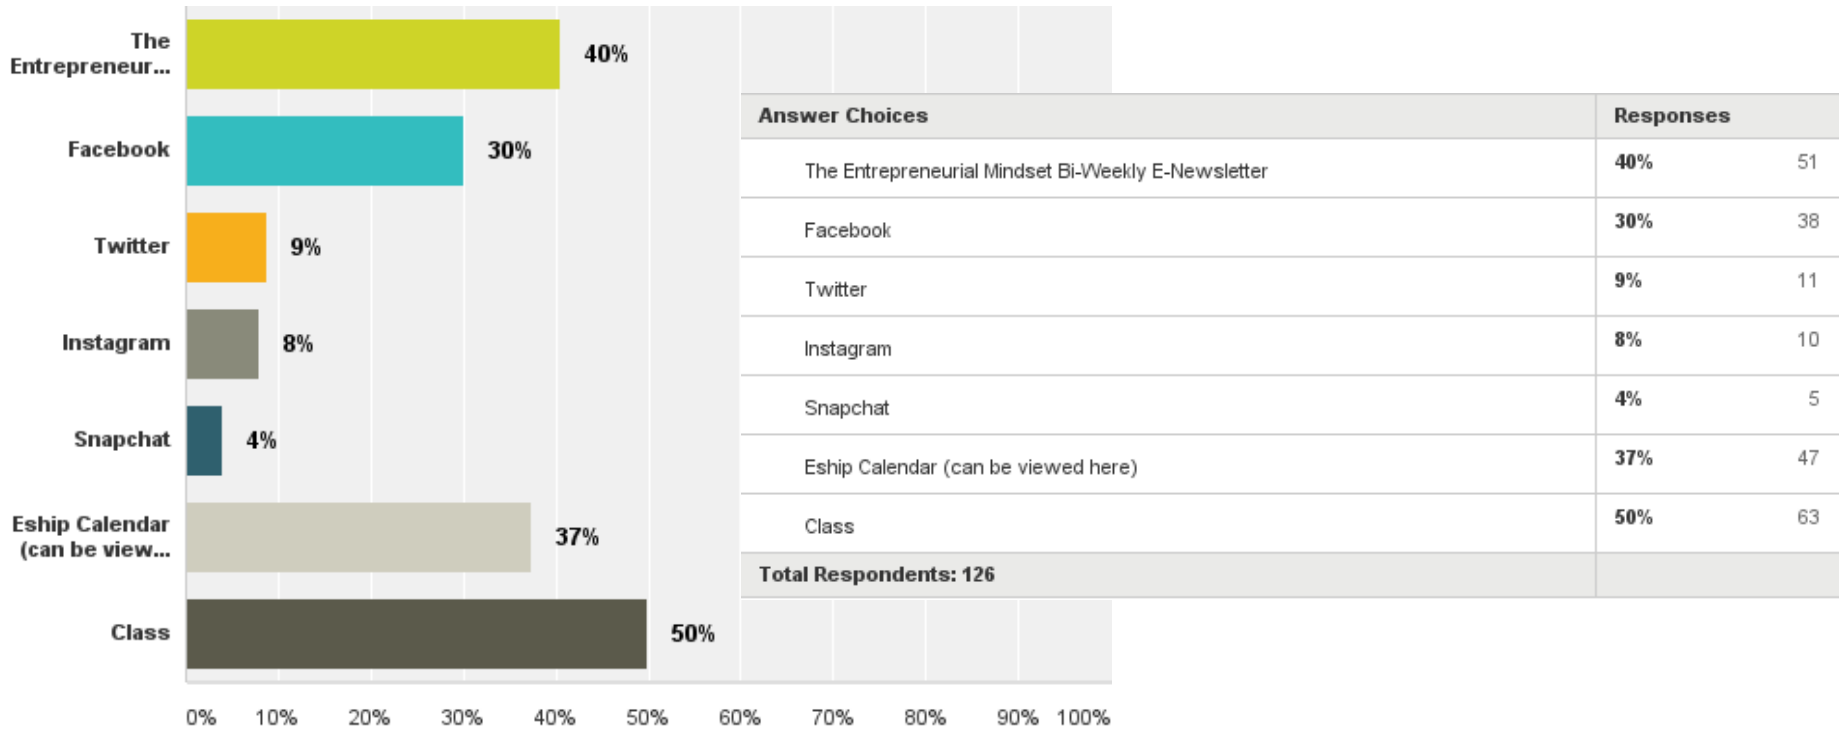 The
Entrepreneur...
40%
Facebook
30%
Twitter
9%
Instagram
8%
Snapchat
4%
Eship Calendar
(can be view...
37%
Class
50%
0% 10% 20% 30% 40% 50% 60% 70% 80% 90% 100%
Answer Choices Responses
The Entrepreneurial Mindset Bi-Weekly E-Newsletter 40% 51
Facebook 30% 38
Twitter 9% 11
Instagram 8% 10
Snapchat 4% 5
Eship Calendar (can be viewed here) 37% 47
Class 50% 63
Total Respondents: 126